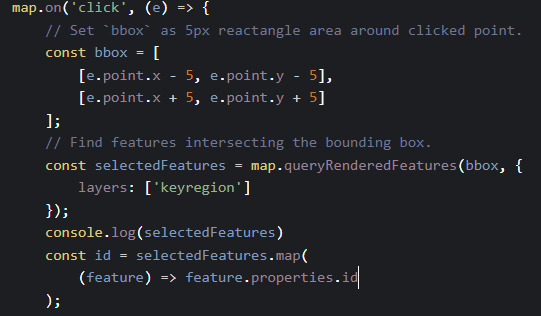 map.on('click', (e) => {
// Set `bbox` as 5px reactangle area around clicked point.
const bbox = [
[e.point.x - 5, e.point.y - 5],
[e.point.x + 5, e.point.y + 5]
];
// Find features intersecting the bounding box.
const selectedFeatures = map.queryRenderedFeatures(bbox, {
layers: ['keyregion']
});
console.log(selectedFeatures)
const id = selectedFeatures.map(
(feature) => feature.properties.id
);